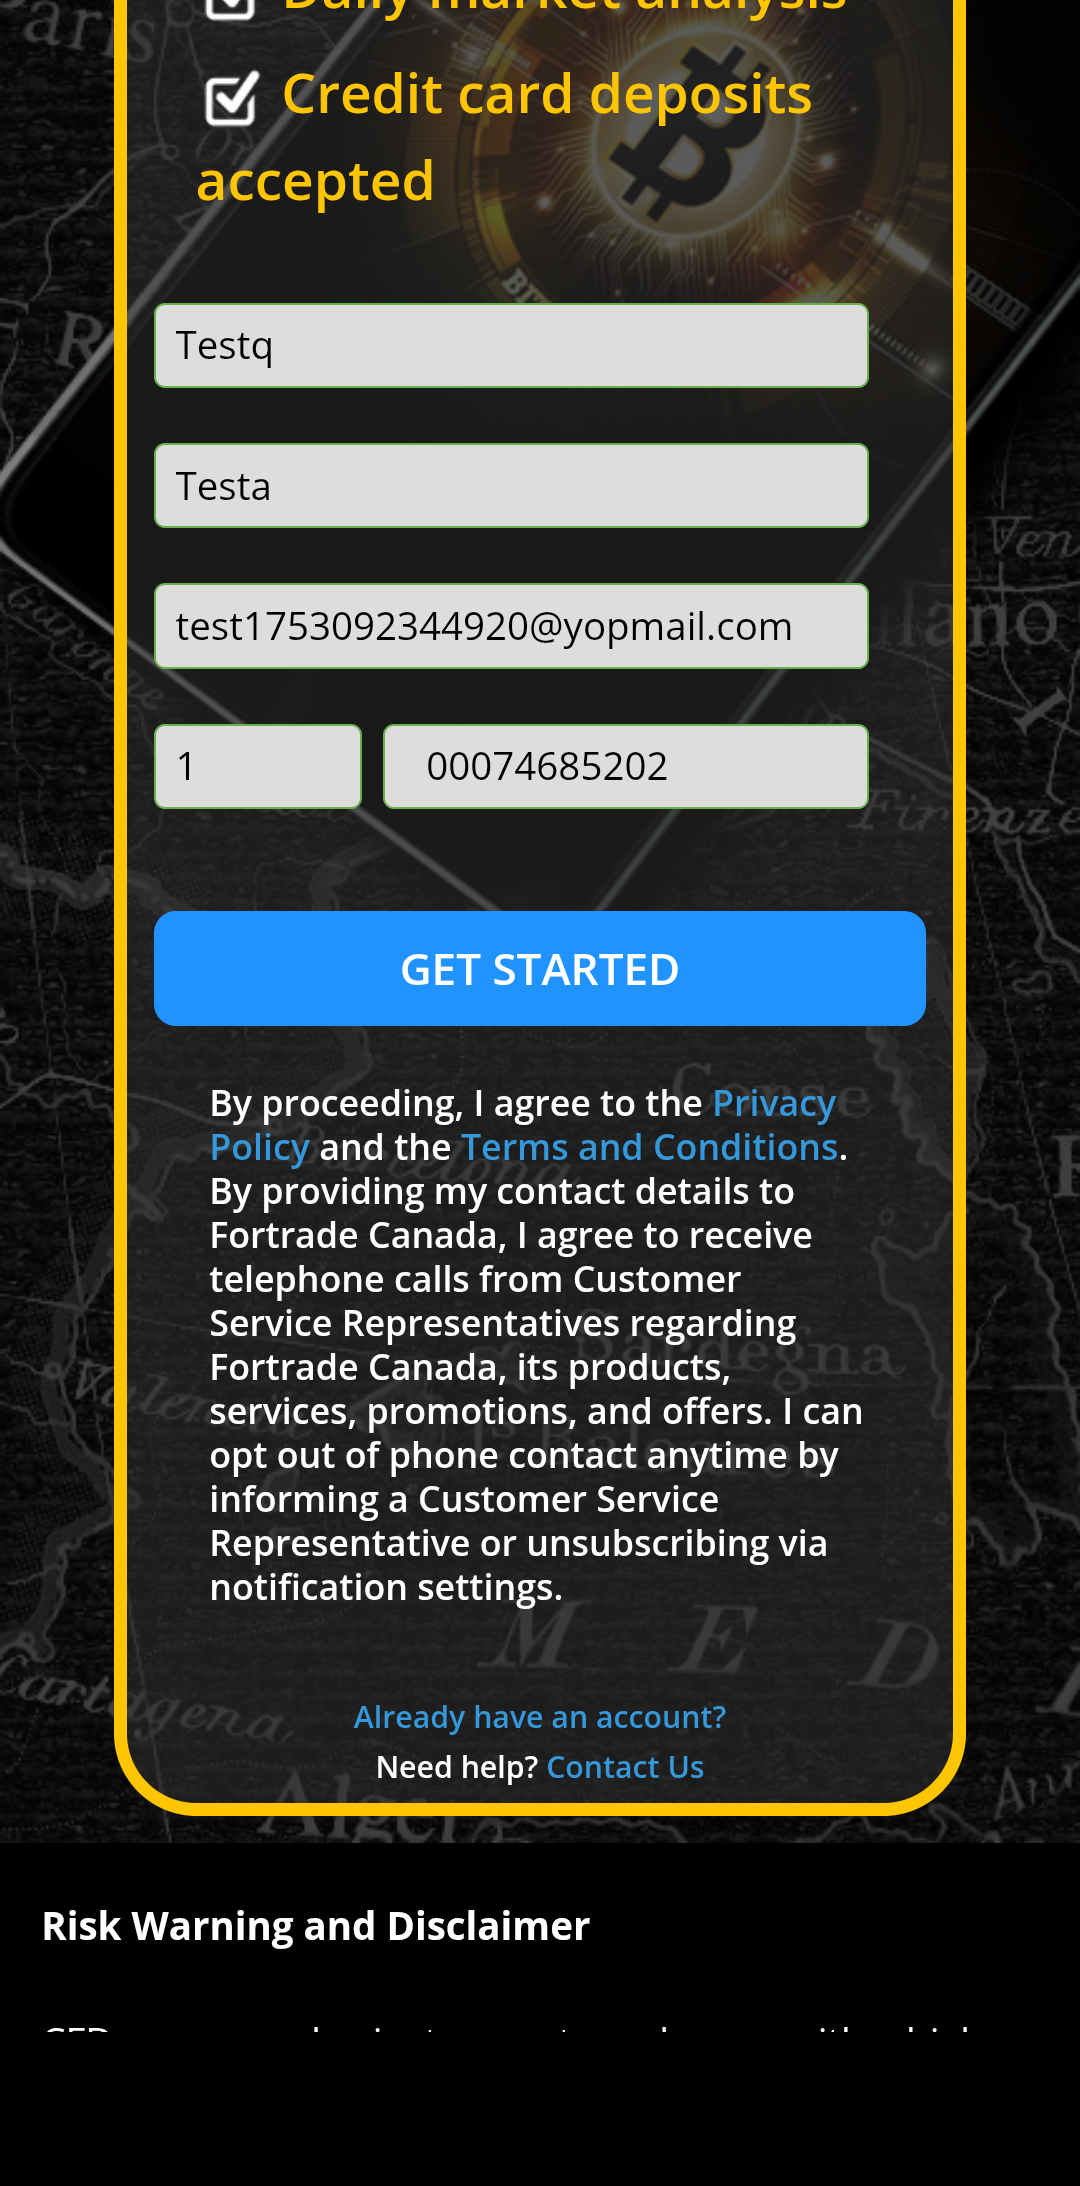 Daily market analysis
Credit card deposits
accepted
Testq
Testa
test1753092344920@yopmail.com
1
00074685202
GET STARTED
By proceeding, I agree to the Privacy
Policy and the Terms and Conditions.
By providing my contact details to
Fortrade Canada, I agree to receive
telephone calls from Customer
Service Representatives regarding
Fortrade Canada, its products,
services, promotions, and offers. I can
opt out of phone contact anytime by
informing a Customer Service
Representative or unsubscribing via
notification settings.
Already have an account?
Need help? Contact Us
Risk Warning and Disclaimer